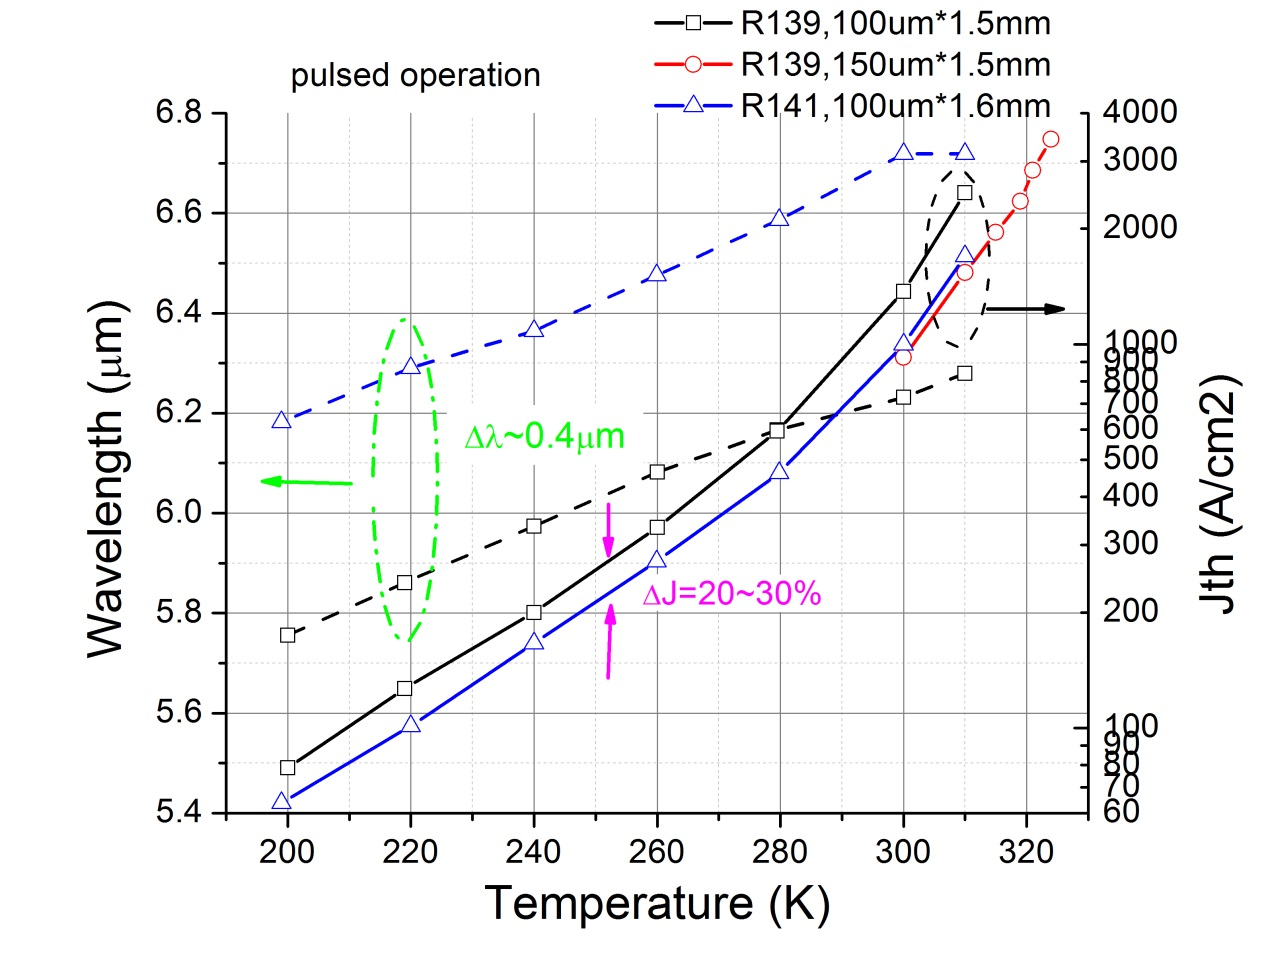 R139,100um*1.5mm
R139,150um*1.5mm
R141,100um*1.6mm
pulsed operation
6.8
6.6
6.4
6.2
6.0
5.8
5.6
5.4
Wavelength (μm)
4000
3000
2000
1000
900
800
700
600
500
400
300
200
100
90
80
70
60
Jth (A/cm2)
Δλ~0.4μm
ΔJ=20~30%
200 220 240 260 280 300 320
Temperature (K)